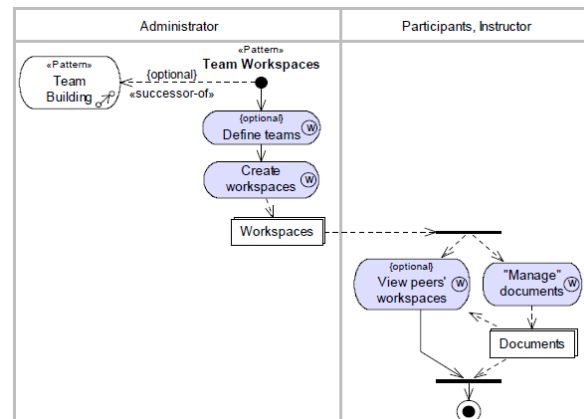 Administrator
Participants, Instructor
«Pattern»
Team Workspaces
«Pattern»
Team
Building
{optional}
«successor-of»
{optional}
Define teams
W
Create
workspaces
W
Workspaces
{optional}
View peers'
workspaces
W
"Manage"
documents
W
Documents